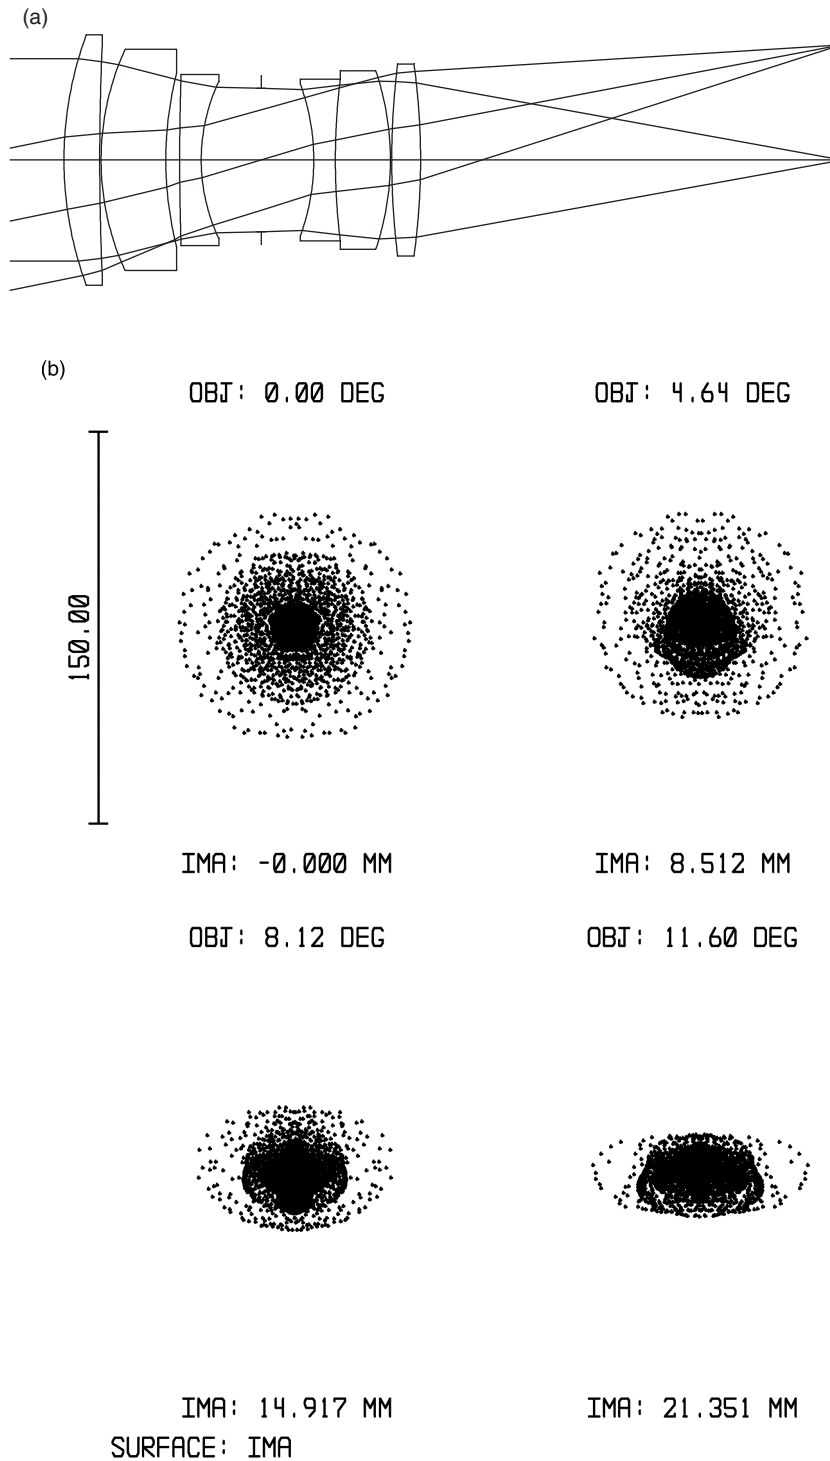 (a)
(b)
OBJ: 0.00 DEG
OBJ: 4.64 DEG
150.00
IMA: -0.000 MM
IMA: 8.512 MM
OBJ: 8.12 DEG
OBJ: 11.60 DEG
IMA: 14.917 MM
IMA: 21.351 MM
SURFACE: IMA